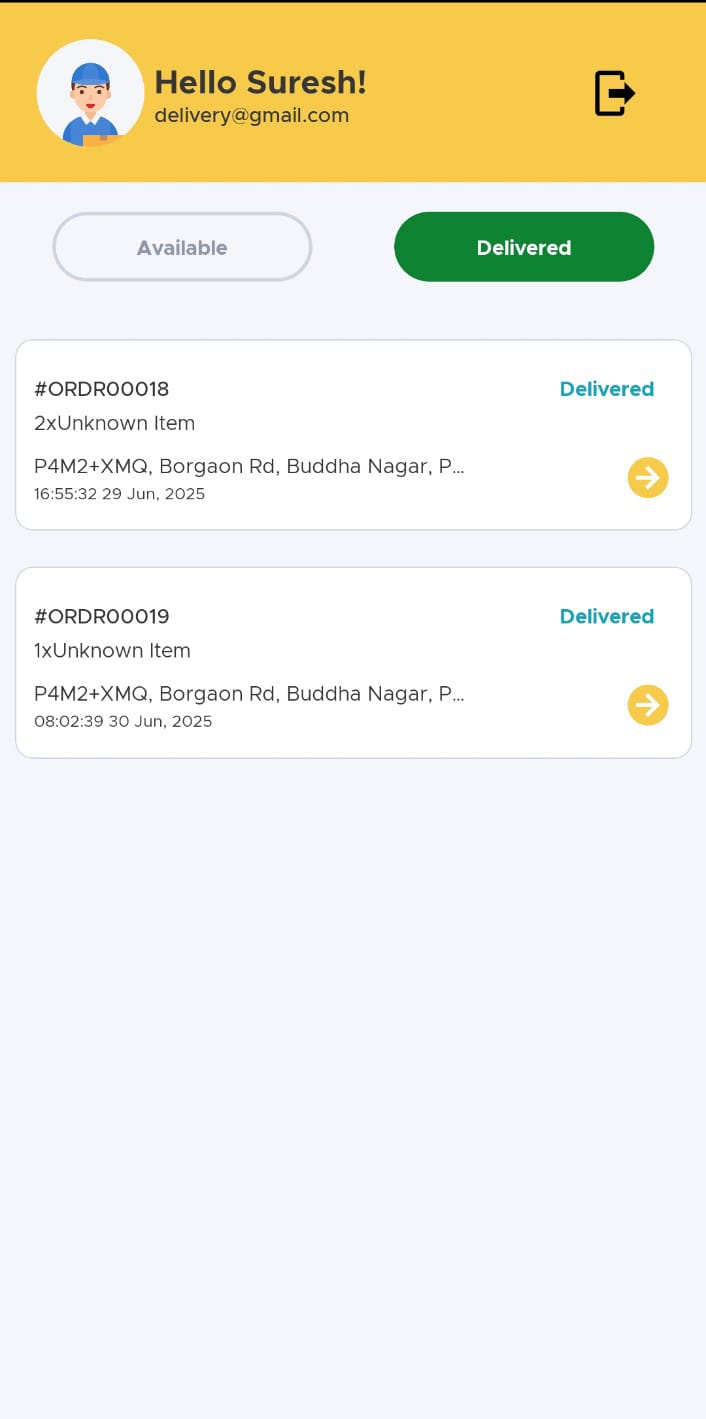 Hello Suresh!
delivery@gmail.com
Available
Delivered
#ORDR00018
Delivered
2xUnknown Item
P4M2+XMQ, Borgaon Rd, Buddha Nagar, P...
16:55:32 29 Jun, 2025
#ORDR00019
Delivered
1xUnknown Item
P4M2+XMQ, Borgaon Rd, Buddha Nagar, P...
08:02:39 30 Jun, 2025